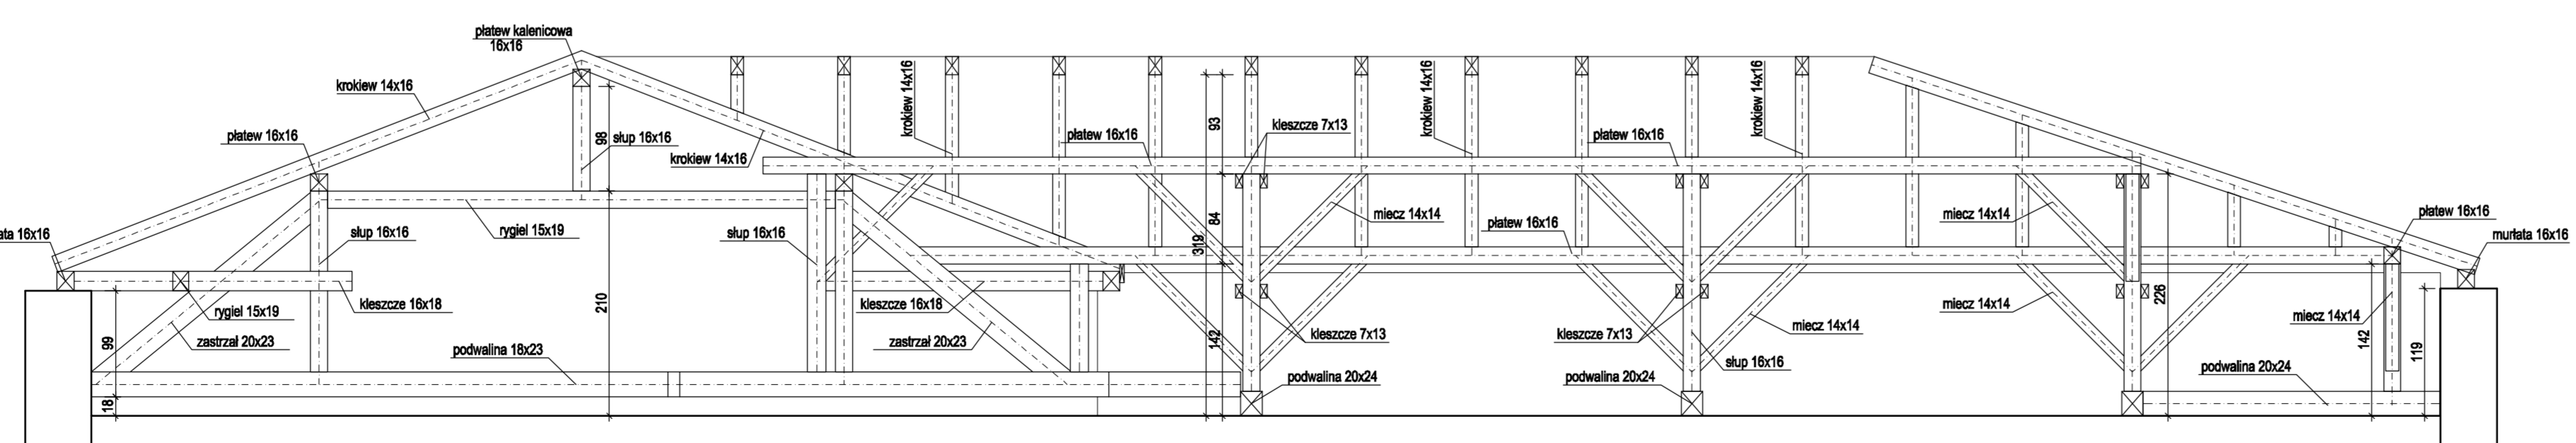 płatew kalenicowa
16x16
krokiew 14x16
płatew 16x16
ata 16x16
słup 16x16
98
słup 16x16
krokiew 14x16
rygiel 15x19
słup 16x16
rygiel 15x19
kleszcze 16x18
zastrzał 20x23
podwalina 18x23
99
18
210
kleszcze 16x18
zastrzał 20x23
krokiew 14x16
płatew 16x16
93
84
319
142
kleszcze 7x13
miecz 14x14
krokiew 14x16
płatew 16x16
płatew 16x16
krokiew 14x16
kleszcze 7x13
kleszcze 7x13
miecz 14x14
słup 16x16
podwalina 20x24
podwalina 20x24
miecz 14x14
miecz 14x14
226
płatew 16x16
murłata 16x16
miecz 14x14
142
119
podwalina 20x24